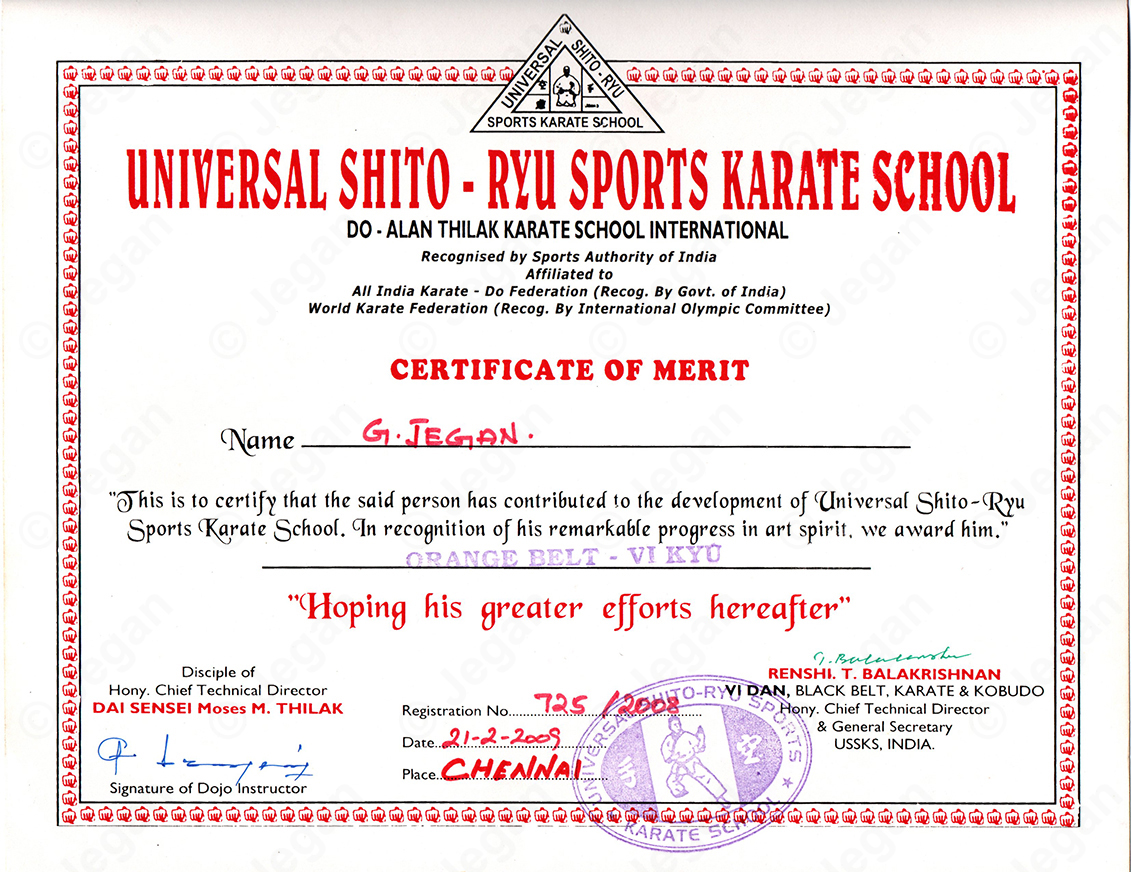 UNIVERSAL SHITO - RYU
SPORTS KARATE SCHOOL
UNIVERSAL SHITO - RYU SPORTS KARATE SCHOOL
DO - ALAN THILAK KARATE SCHOOL INTERNATIONAL
Recognised by Sports Authority of India
Affiliated to
All India Karate - Do Federation (Recog. By Govt. of India)
World Karate Federation (Recog. By International Olympic Committee)
CERTIFICATE OF MERIT
Name G. JEGAN.
"This is to certify that the said person has contributed to the development of Universal Shito-Ryu
Sports Karate School. In recognition of his remarkable progress in art spirit, we award him."
ORANGE BELT - VI KYU
"Hoping his greater efforts hereafter"
Disciple of
Hony. Chief Technical Director
DAI SENSEI Moses M. THILAK
Signature of Dojo Instructor
Registration No. 725 / 2008
Date 21-2-2009
Place CHENNAI
UNIVERSAL SHITO-RYU SPORTS
KARATE SCHOOL
RENSHI. T. BALAKRISHNAN
VI DAN, BLACK BELT, KARATE & KOBUDO
Hony. Chief Technical Director
& General Secretary
USSKS, INDIA.
© Jegan